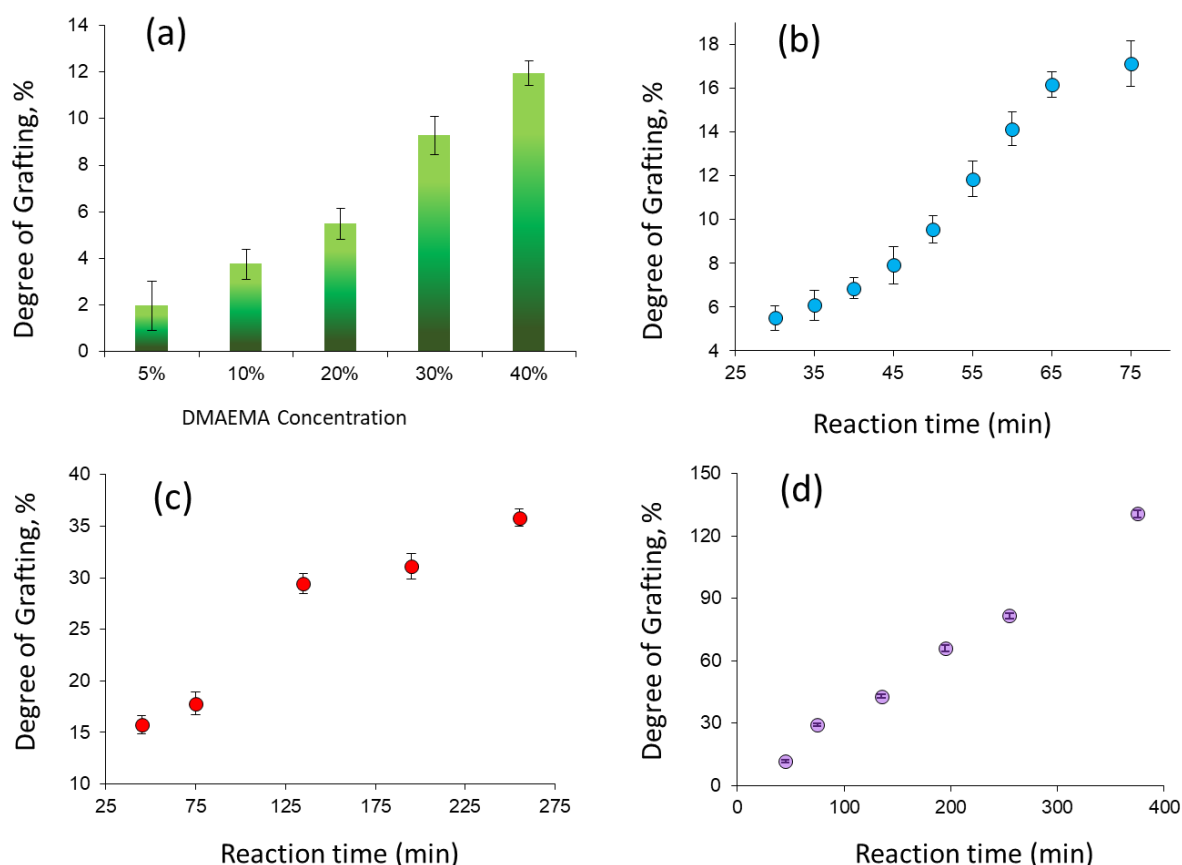 (a)
Degree of Grafting, %
14
12
10
8
6
4
2
0
5% 10% 20% 30% 40%
DMAEMA Concentration
(b)
Degree of Grafting, %
18
16
14
12
10
8
6
4
25 35 45 55 65 75
Reaction time (min)
(c)
Degree of Grafting, %
40
35
30
25
20
15
10
25 75 125 175 225 275
Reaction time (min)
(d)
Degree of Grafting, %
150
120
90
60
30
0
0 100 200 300 400
Reaction time (min)